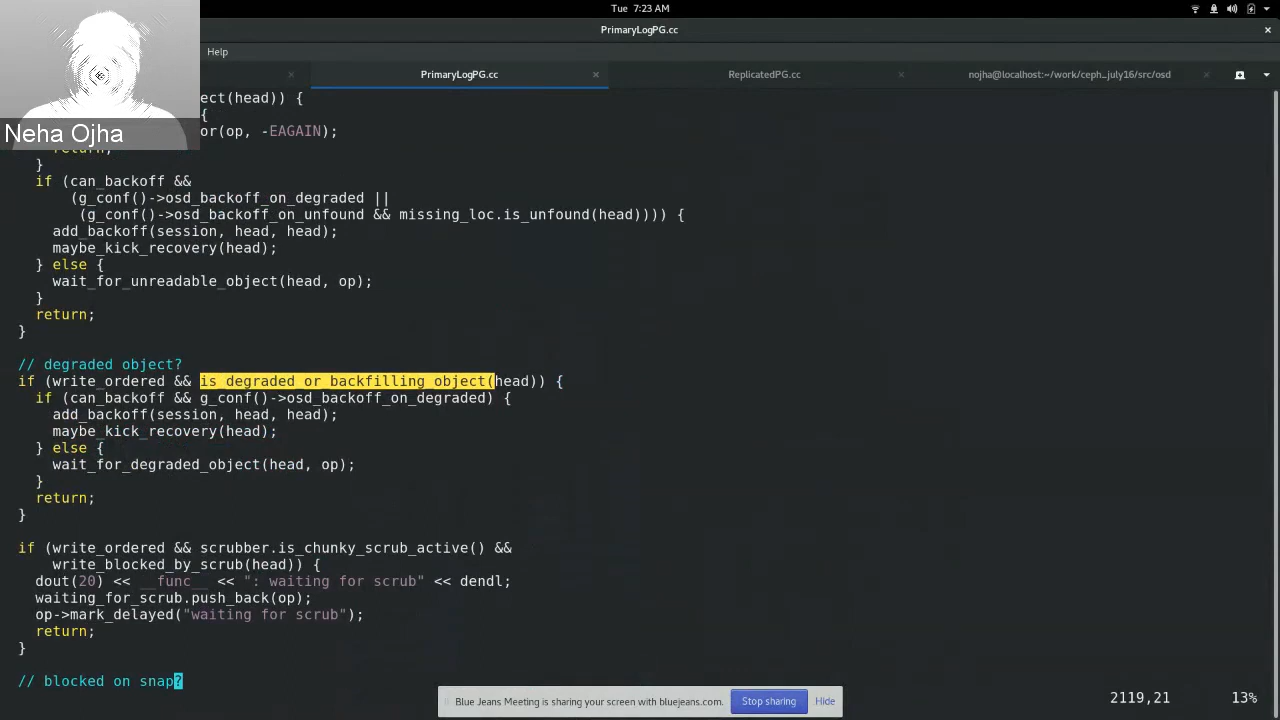 Tue 7:23 AM
PrimaryLogPG.cc
Help
PrimaryLogPG.cc
ReplicatedPG.cc
nojha@localhost:~/work/ceph_july16/src/osd
Neha Ojha
ject(head)) {
{
or(op, -EAGAIN);
return;
}
if (can_backoff &&
(g_conf()->osd_backoff_on_degraded ||
(g_conf()->osd_backoff_on_unfound && missing_loc.is_unfound(head)))) {
add_backoff(session, head, head);
maybe_kick_recovery(head);
} else {
wait_for_unreadable_object(head, op);
}
return;
}
// degraded object?
if (write_ordered && is_degraded_or_backfilling_object(head)) {
if (can_backoff && g_conf()->osd_backoff_on_degraded) {
add_backoff(session, head, head);
maybe_kick_recovery(head);
} else {
wait_for_degraded_object(head, op);
}
return;
}
if (write_ordered && scrubber.is_chunky_scrub_active() &&
write_blocked_by_scrub(head)) {
dout(20) << __func__ << ": waiting for scrub" << dendl;
waiting_for_scrub.push_back(op);
op->mark_delayed("waiting for scrub");
return;
}
// blocked on snap?
Blue Jeans Meeting is sharing your screen with bluejeans.com.
Stop sharing
Hide
2119,21
13%